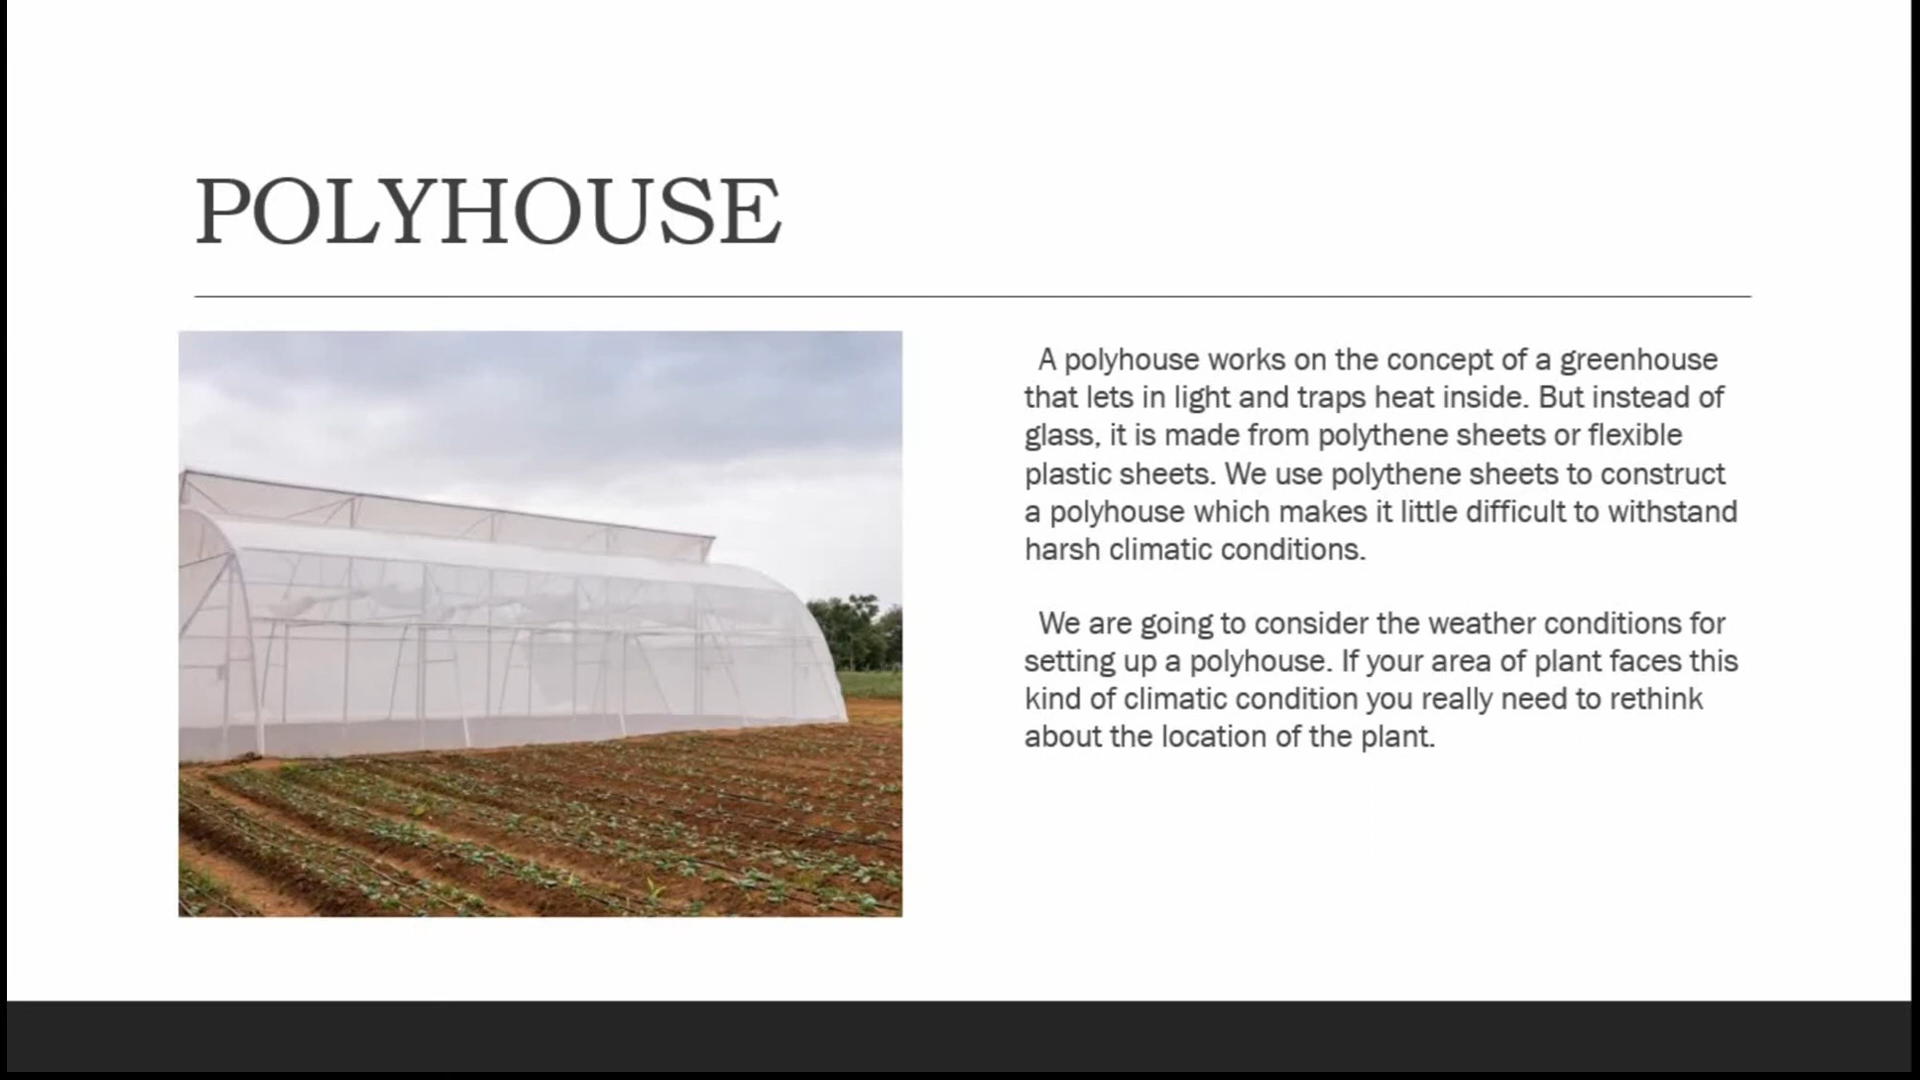 POLYHOUSE
A polyhouse works on the concept of a greenhouse
that lets in light and traps heat inside. But instead of
glass, it is made from polythene sheets or flexible
plastic sheets. We use polythene sheets to construct
a polyhouse which makes it little difficult to withstand
harsh climatic conditions.
We are going to consider the weather conditions for
setting up a polyhouse. If your area of plant faces this
kind of climatic condition you really need to rethink
about the location of the plant.